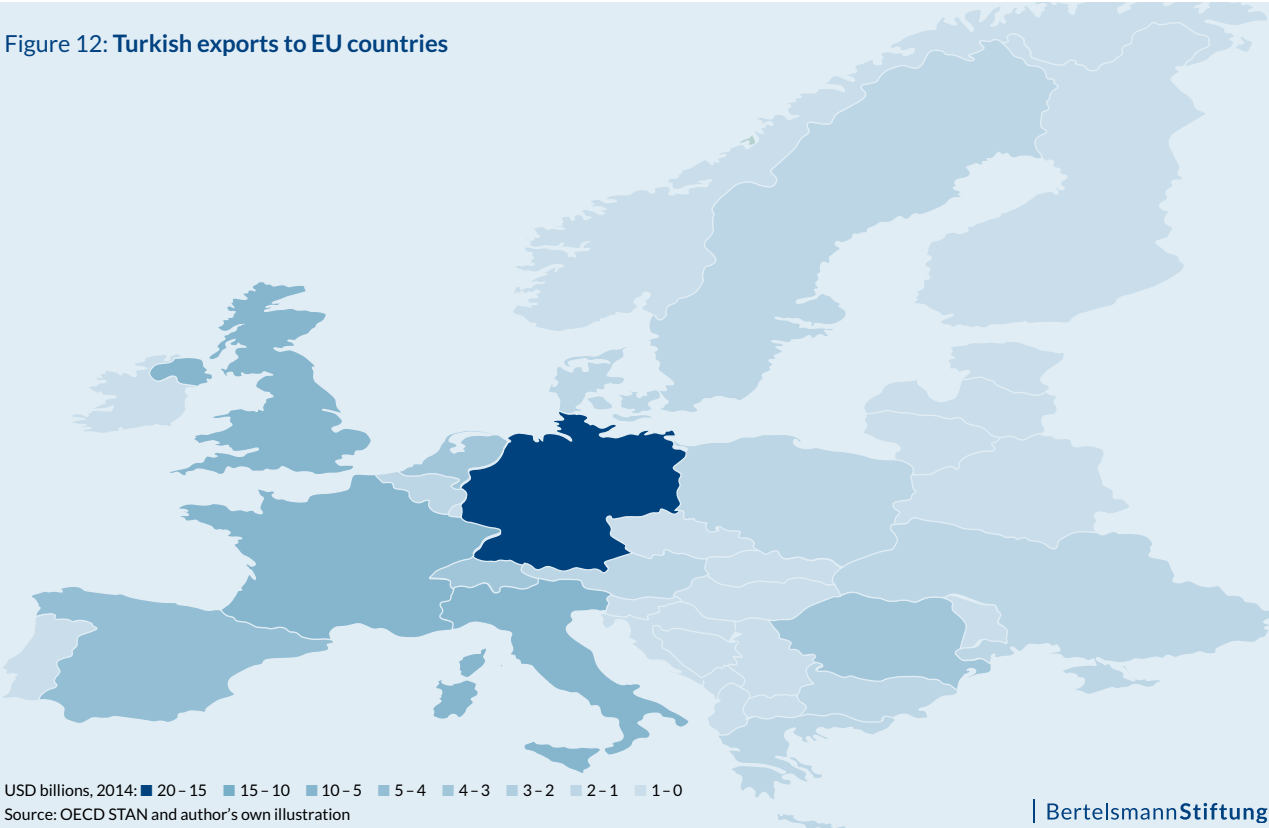 Figure 12: Turkish exports to EU countries
USD billions, 2014: 20 – 15 15 – 10 10 – 5 5 – 4 4 – 3 3 – 2 2 – 1 1 – 0
Source: OECD STAN and author's own illustration
BertelsmannStiftung